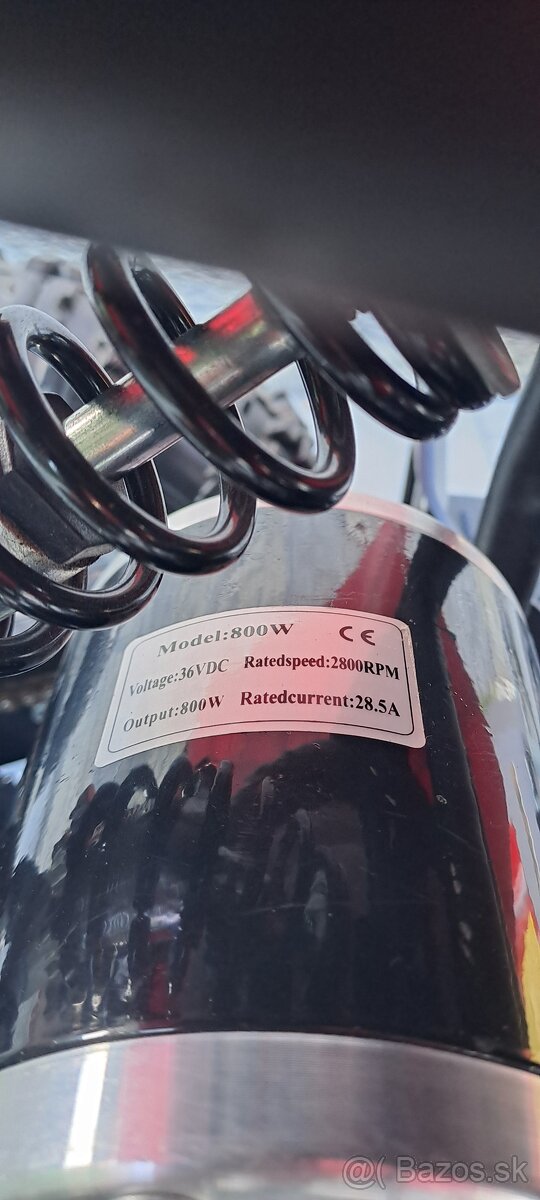 Model:800W CE
Voltage:36VDC Ratedspeed:2800RPM
Output:800W Ratedcurrent:28.5A
@( Bazos.sk